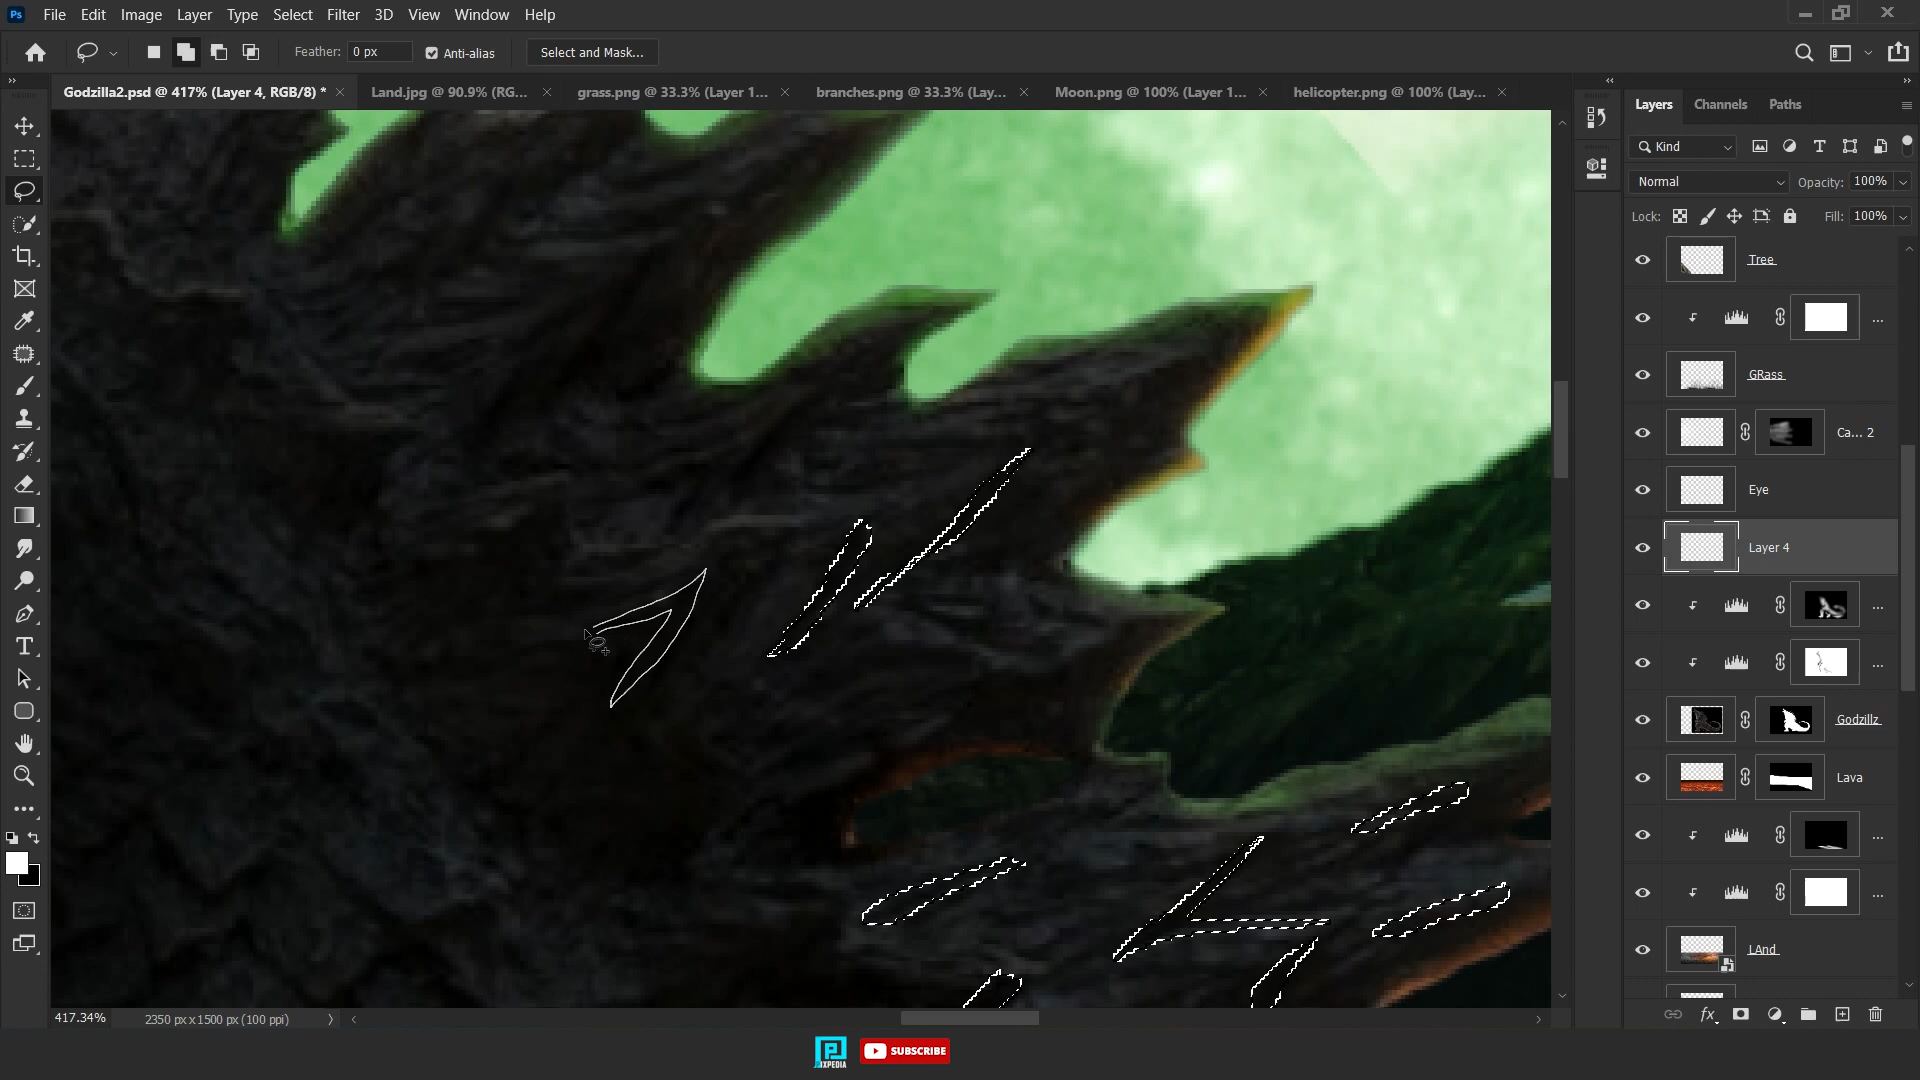 Ps File Edit Image Layer Type Select Filter 3D View Window Help
Feather: 0 px Anti-alias Select and Mask...
Godzilla2.psd @ 417% (Layer 4, RGB/8) * Land.jpg @ 90.9% (RG... grass.png @ 33.3% (Layer 1... branches.png @ 33.3% (Lay... Moon.png @ 100% (Layer 1... helicopter.png @ 100% (Lay...
Layers Channels Paths
Kind
Normal Opacity: 100%
Lock: Fill: 100%
Tree
...
GRass
Ca... 2
Eye
Layer 4
...
...
Godzillz
Lava
...
...
LAnd
417.34% 2350 px x 1500 px (100 ppi)
PIXPEDIA SUBSCRIBE